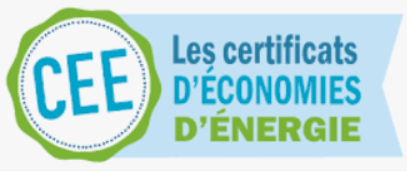 CEE
Les certificats
D'ÉCONOMIES
D'ÉNERGIE